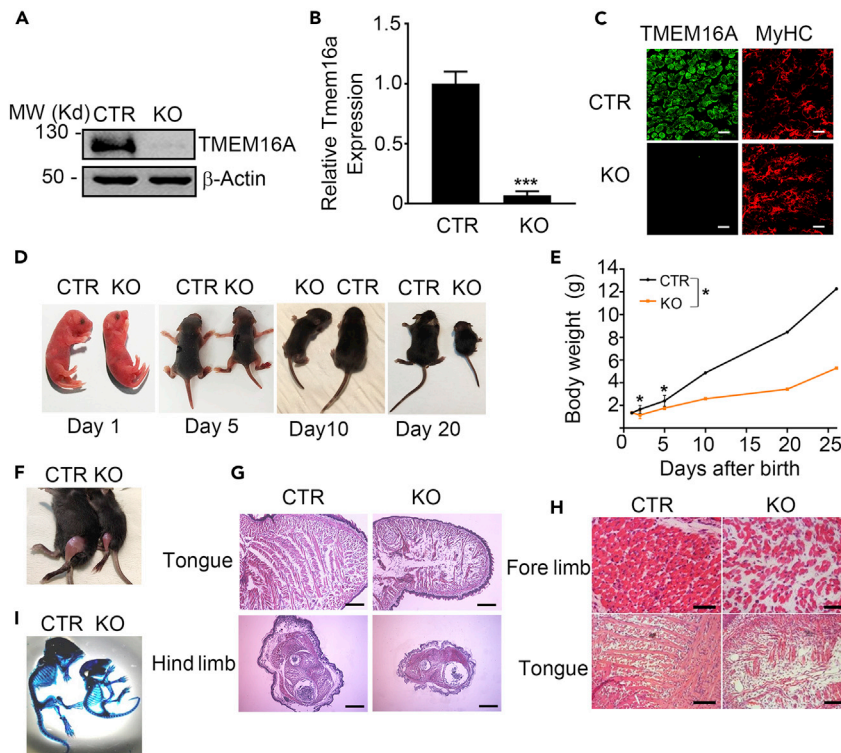 A
MW (Kd) CTR KO
130 -
TMEM16A
50 -
β-Actin
B
Relative Tmem16a
Expression
1.5
1.0
0.5
0
***
CTR KO
C
TMEM16A MyHC
CTR
KO
D
CTR KO CTR KO KO CTR CTR KO
Day 1 Day 5 Day10 Day 20
E
Body weight (g)
14
12
10
8
6
4
2
CTR
KO
*
* *
0 5 10 15 20 25
Days after birth
F
CTR KO
G
CTR KO
Tongue
Hind limb
H
CTR KO
Fore limb
Tongue
I
CTR KO